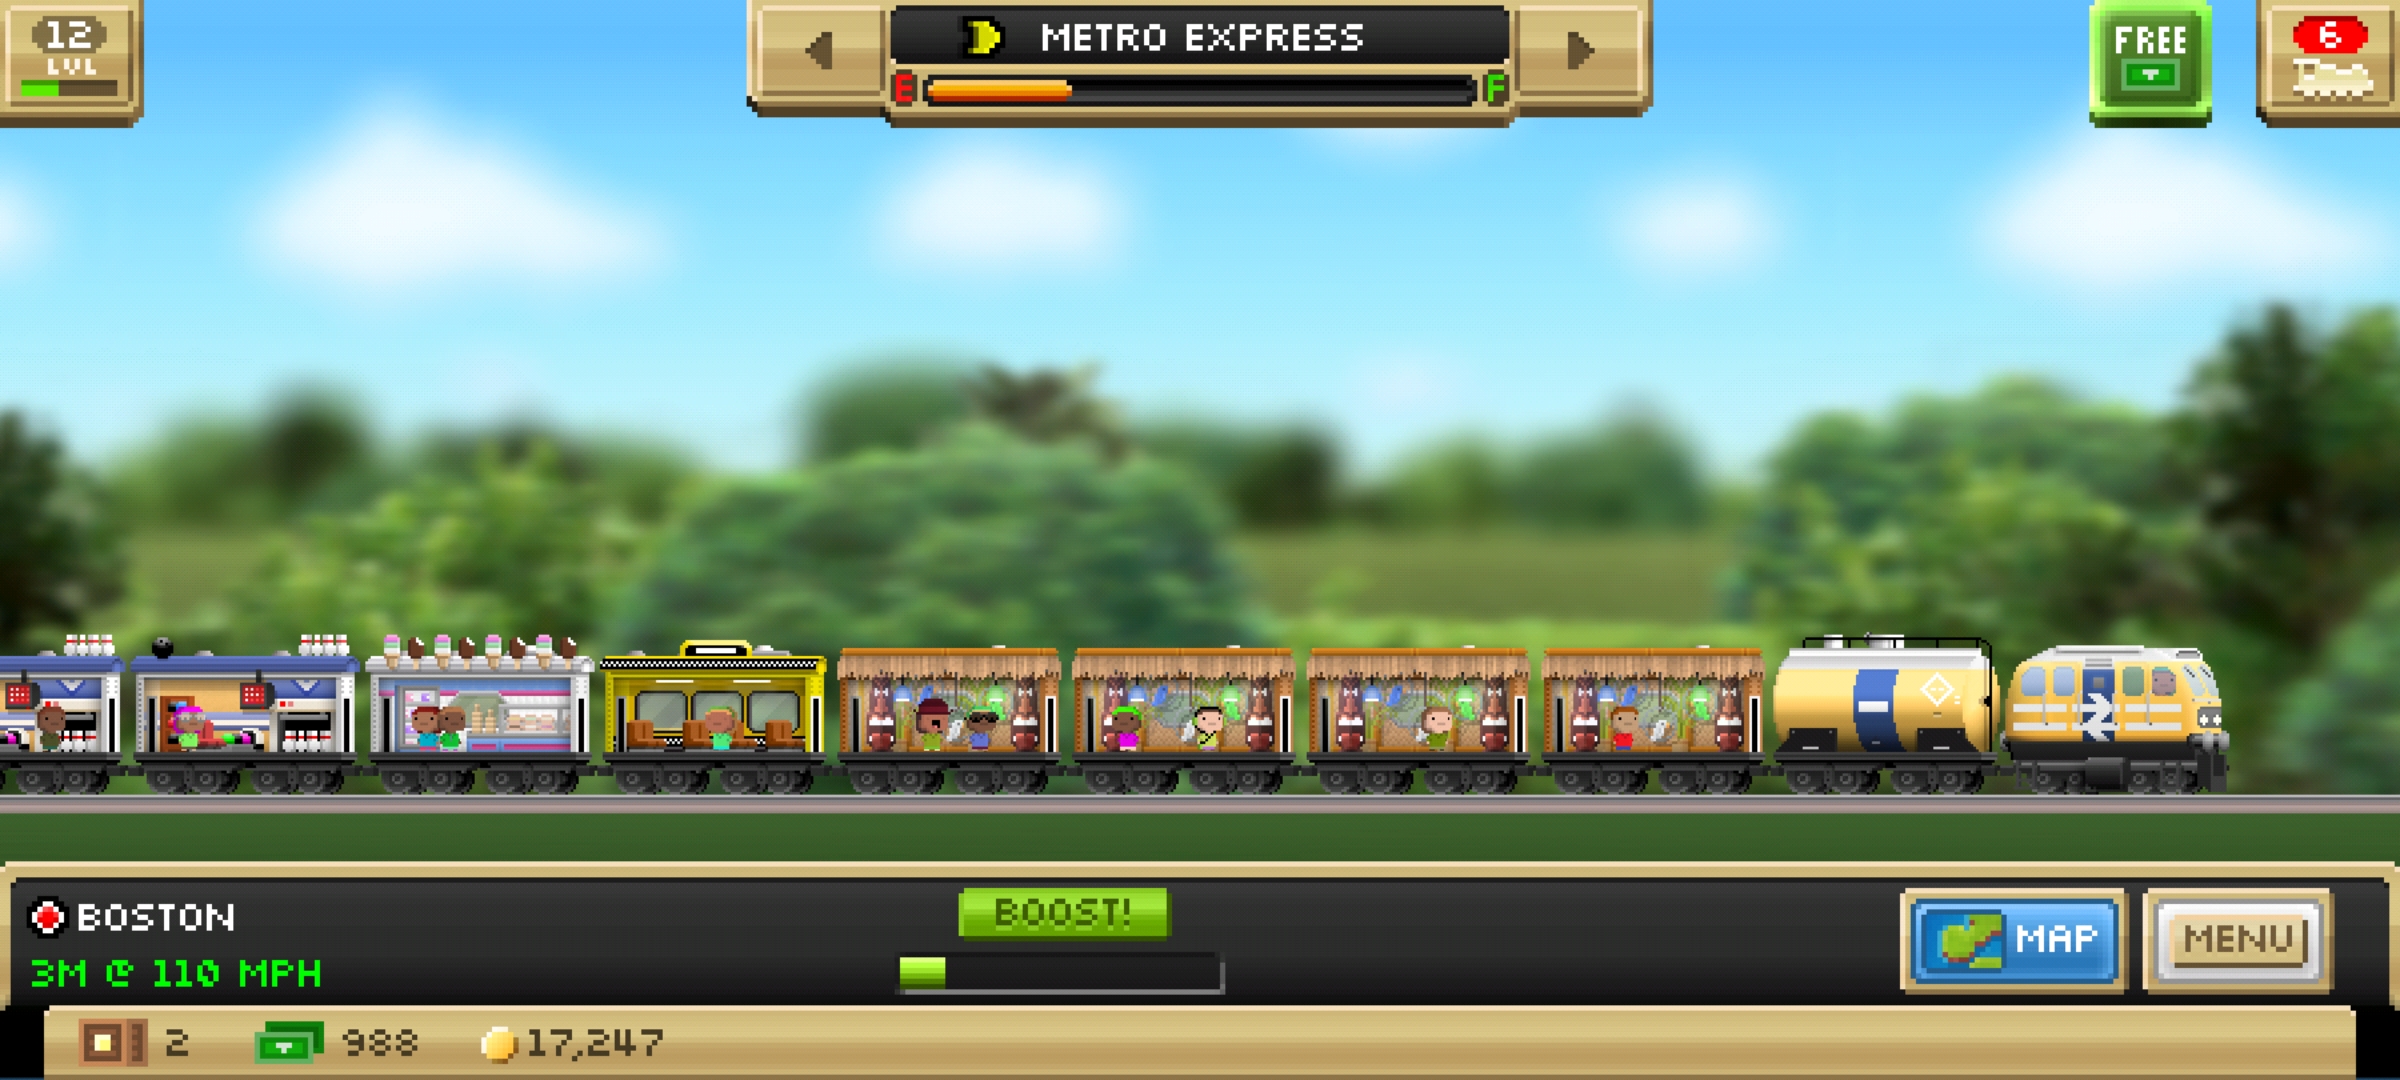 12
LVL
METRO EXPRESS
E F
FREE
6
BOSTON
3M @ 110 MPH
BOOST!
MAP
MENU
2
988
17,247